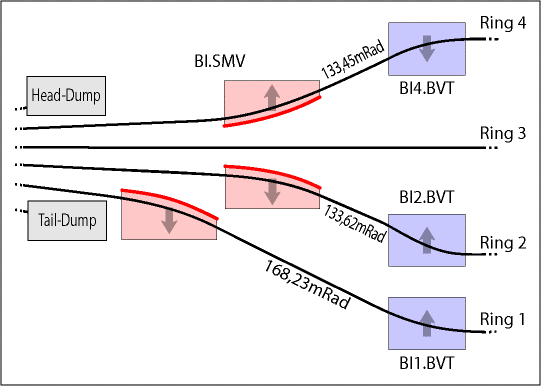 Ring 4
BI.SMV
133,45mRad
BI4.BVT
Head-Dump
Ring 3
BI2.BVT
Tail-Dump
133,62mRad
Ring 2
168,23mRad
Ring 1
BI1.BVT